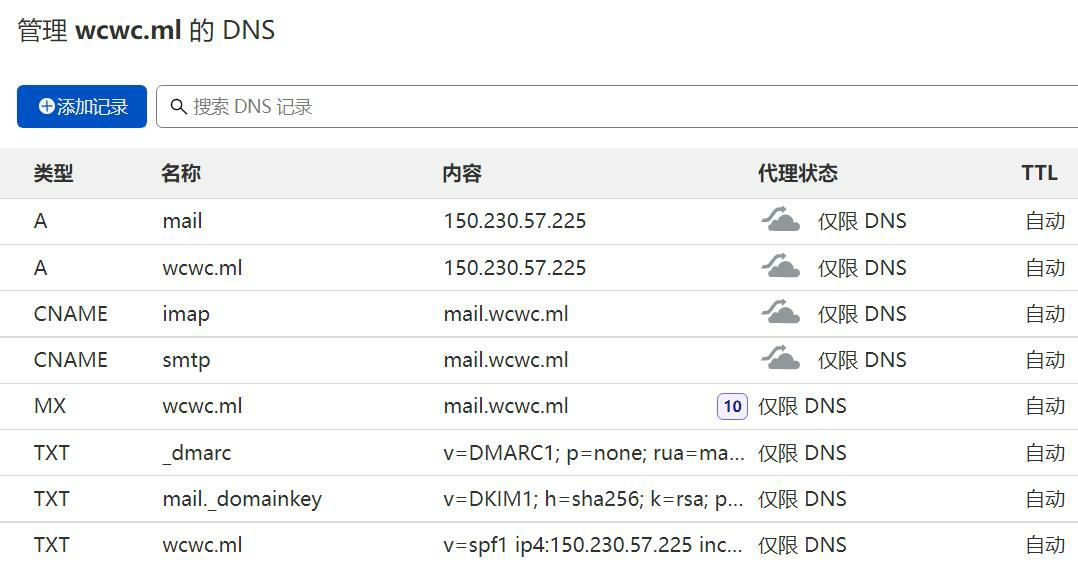 管理 wcwc.ml 的 DNS
添加记录 搜索 DNS 记录
类型 名称 内容 代理状态 TTL
A mail 150.230.57.225 仅限 DNS 自动
A wcwc.ml 150.230.57.225 仅限 DNS 自动
CNAME imap mail.wcwc.ml 仅限 DNS 自动
CNAME smtp mail.wcwc.ml 仅限 DNS 自动
MX wcwc.ml mail.wcwc.ml 10 仅限 DNS 自动
TXT _dmarc v=DMARC1; p=none; rua=ma... 仅限 DNS 自动
TXT mail._domainkey v=DKIM1; h=sha256; k=rsa; p... 仅限 DNS 自动
TXT wcwc.ml v=spf1 ip4:150.230.57.225 inc... 仅限 DNS 自动